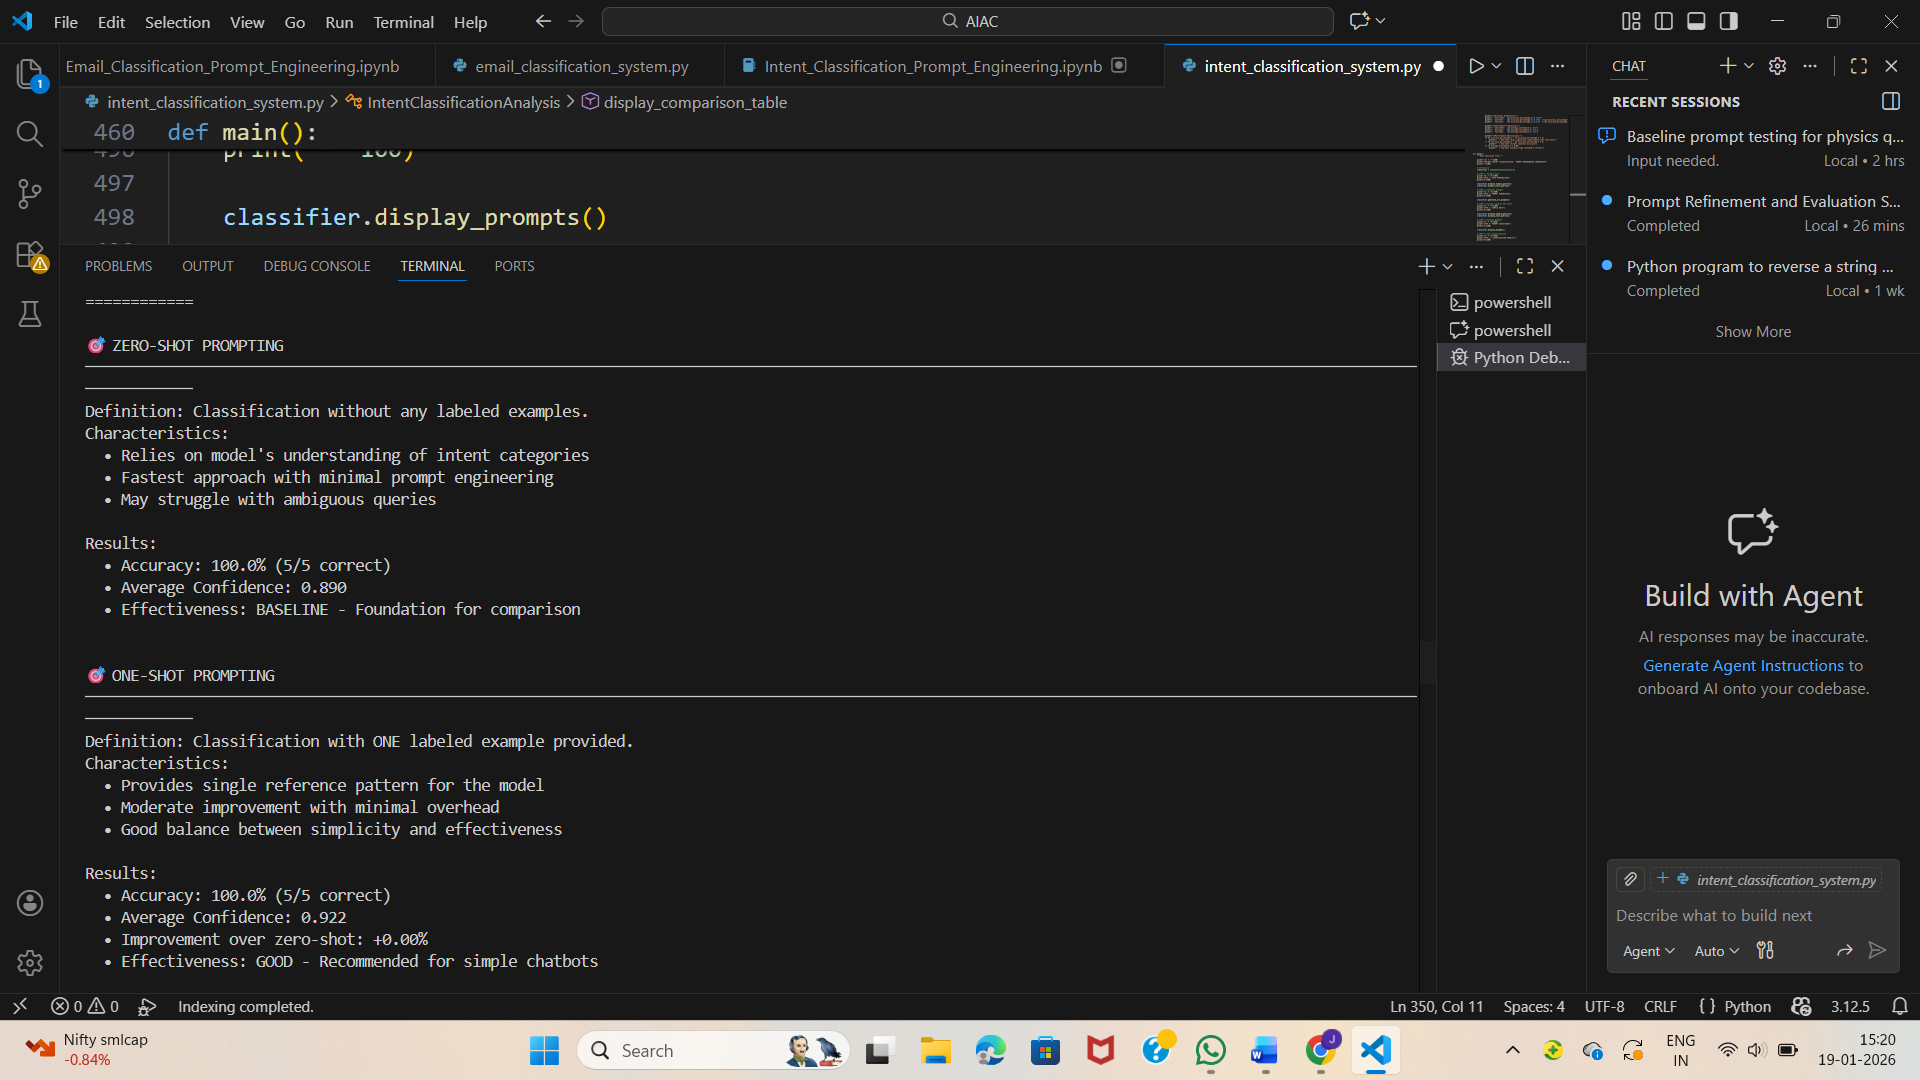 File Edit Selection View Go Run Terminal Help
AIAC
Email_Classification_Prompt_Engineering.ipynb
email_classification_system.py
Intent_Classification_Prompt_Engineering.ipynb
intent_classification_system.py
intent_classification_system.py > IntentClassificationAnalysis > display_comparison_table
460 def main():
497
498 classifier.display_prompts()
PROBLEMS OUTPUT DEBUG CONSOLE TERMINAL PORTS
============
🎯 ZERO-SHOT PROMPTING
Definition: Classification without any labeled examples.
Characteristics:
• Relies on model's understanding of intent categories
• Fastest approach with minimal prompt engineering
• May struggle with ambiguous queries
Results:
• Accuracy: 100.0% (5/5 correct)
• Average Confidence: 0.890
• Effectiveness: BASELINE - Foundation for comparison
🎯 ONE-SHOT PROMPTING
Definition: Classification with ONE labeled example provided.
Characteristics:
• Provides single reference pattern for the model
• Moderate improvement with minimal overhead
• Good balance between simplicity and effectiveness
Results:
• Accuracy: 100.0% (5/5 correct)
• Average Confidence: 0.922
• Improvement over zero-shot: +0.00%
• Effectiveness: GOOD - Recommended for simple chatbots
powershell
powershell
Python Deb...
CHAT
RECENT SESSIONS
Baseline prompt testing for physics q...
Input needed. Local • 2 hrs
Prompt Refinement and Evaluation S...
Completed Local • 26 mins
Python program to reverse a string ...
Completed Local • 1 wk
Show More
Build with Agent
AI responses may be inaccurate.
Generate Agent Instructions to
onboard AI onto your codebase.
+ intent_classification_system.py
Describe what to build next
Agent Auto
1
0 0 Indexing completed.
Ln 350, Col 11 Spaces: 4 UTF-8 CRLF {} Python 3.12.5
Nifty smlcap
-0.84%
Search
J
ENG
IN
15:20
19-01-2026